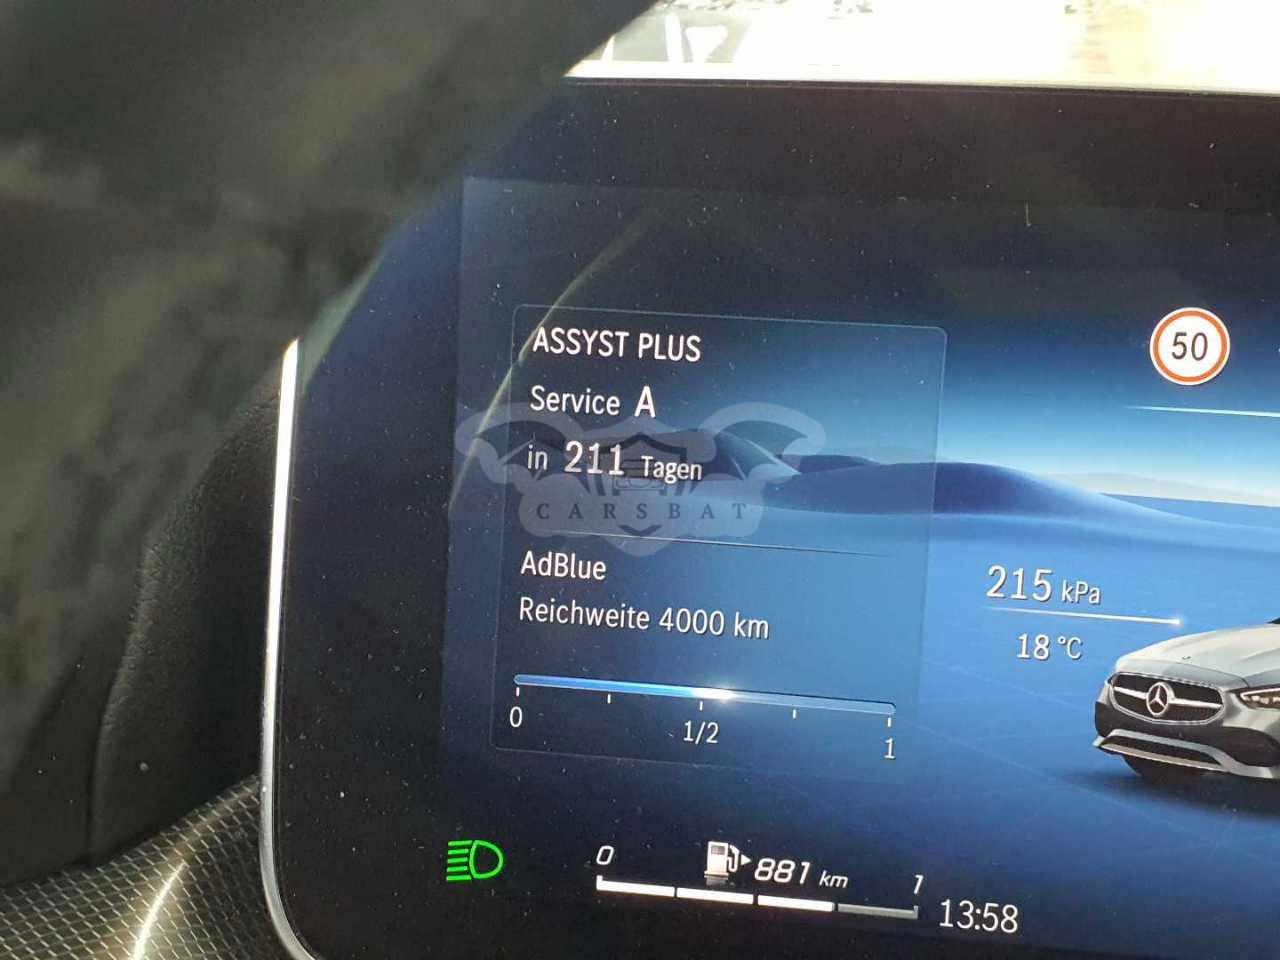 ASSYST PLUS
Service A
in 211 Tagen
CARSBAT
AdBlue
Reichweite 4000 km
0 1/2 1
50
215 kPa
18 °C
0 881 km 1
13:58